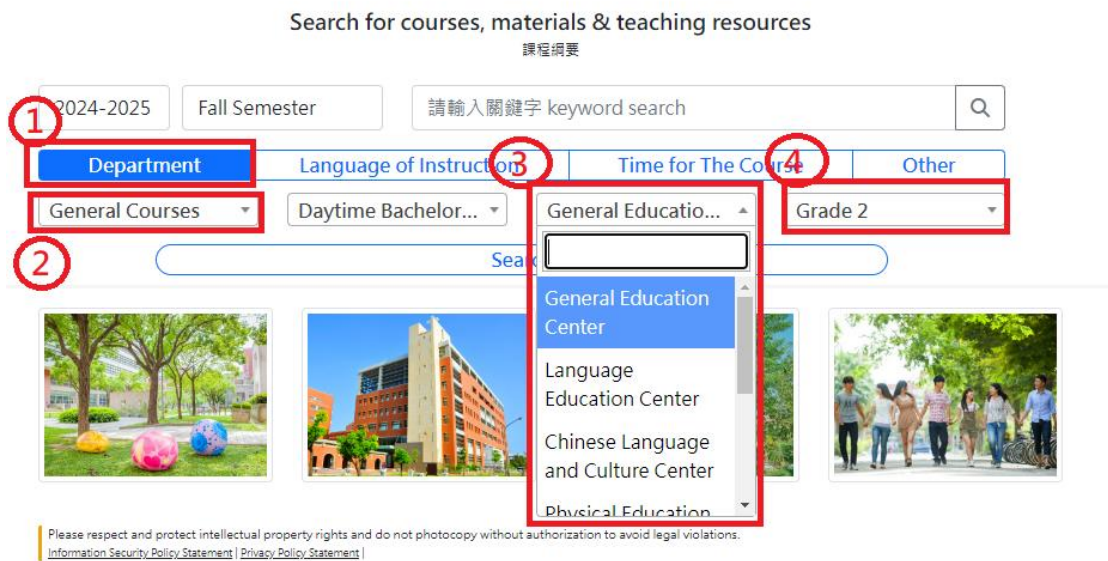 Search for courses, materials & teaching resources
課程綱要
2024-2025
Fall Semester
請輸入關鍵字 keyword search
1
3
4
Department
Language of Instruction
Time for The Course
Other
General Courses
Daytime Bachelor...
General Educatio...
Grade 2
2
General Education
Center
Language
Education Center
Chinese Language
and Culture Center
Physical Education
Please respect and protect intellectual property rights and do not photocopy without authorization to avoid legal violations.
Information Security Policy Statement | Privacy Policy Statement |